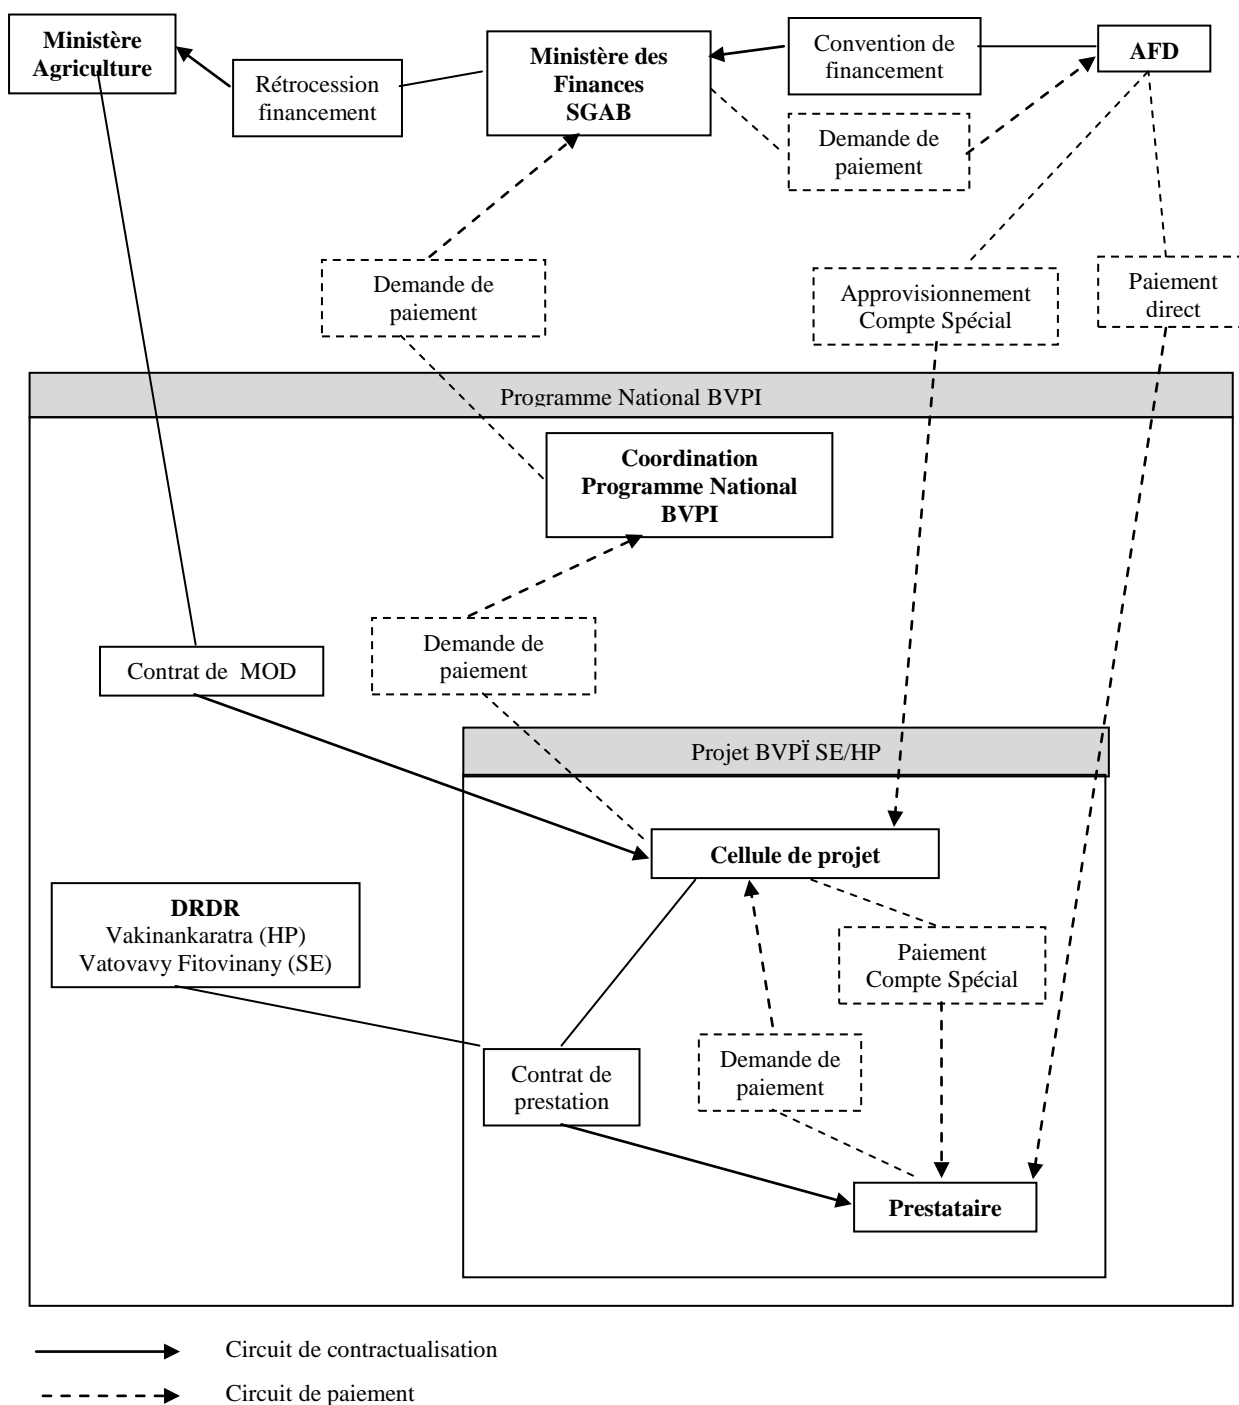 Ministère
Agriculture
Rétrocession
financement
Ministère des
Finances
SGAB
Convention de
financement
AFD
Demande de
paiement
Demande de
paiement
Approvisionnement
Compte Spécial
Paiement
direct
Programme National BVPI
Coordination
Programme National
BVPI
Demande de
paiement
Contrat de MOD
Projet BVPÏ SE/HP
Cellule de projet
DRDR
Vakinankaratra (HP)
Vatovavy Fitovinany (SE)
Paiement
Compte Spécial
Contrat de
prestation
Demande de
paiement
Prestataire
Circuit de contractualisation
Circuit de paiement